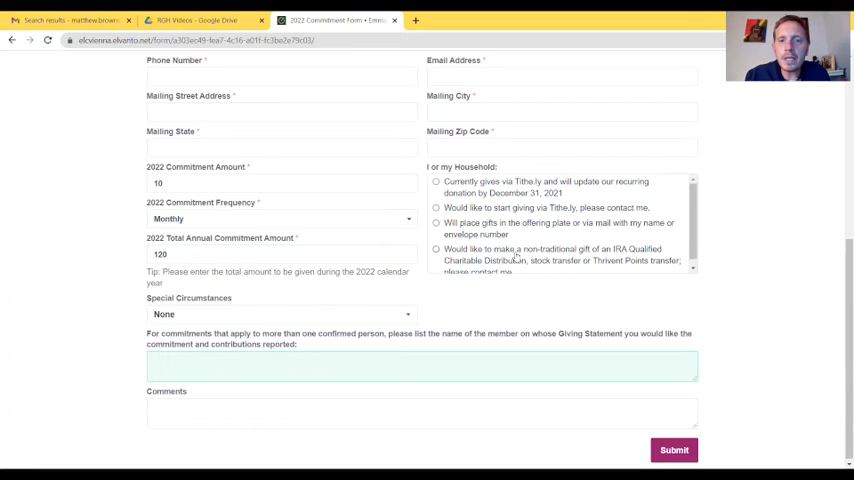 Search results - matthew.brown
RGH Videos - Google Drive
2022 Commitment Form • Emma
elcvienna.elvanto.net/form/a303ec49-fea7-4c16-a01f-fc3be2e79c03/
Phone Number *
Email Address *
Mailing Street Address *
Mailing City *
Mailing State *
Mailing Zip Code *
2022 Commitment Amount *
10
I or my Household:
Currently gives via Tithe.ly and will update our recurring
donation by December 31, 2021
Would like to start giving via Tithe.ly, please contact me.
Will place gifts in the offering plate or via mail with my name or
envelope number
Would like to make a non-traditional gift of an IRA Qualified
Charitable Distribution, stock transfer or Thrivent Points transfer;
please contact me
2022 Commitment Frequency *
Monthly
2022 Total Annual Commitment Amount *
120
Tip: Please enter the total amount to be given during the 2022 calendar
year
Special Circumstances
None
For commitments that apply to more than one confirmed person, please list the name of the member on whose Giving Statement you would like the
commitment and contributions reported:
Comments
Submit